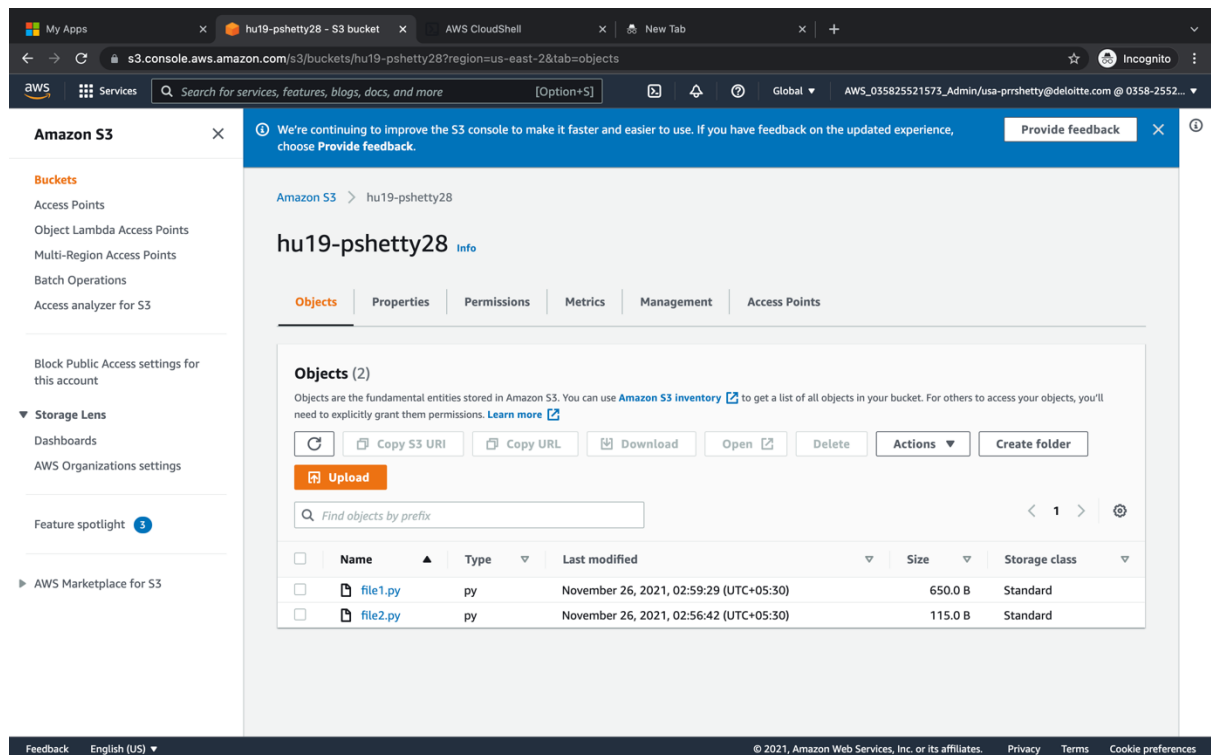 My Apps
hu19-pshetty28 - S3 bucket
AWS CloudShell
New Tab
s3.console.aws.amazon.com/s3/buckets/hu19-pshetty28?region=us-east-2&tab=objects
Incognito
aws
Services
Search for services, features, blogs, docs, and more
[Option+S]
Global
AWS_035825521573_Admin/usa-prrshetty@deloitte.com @ 0358-2552...
Amazon S3
We're continuing to improve the S3 console to make it faster and easier to use. If you have feedback on the updated experience,
choose Provide feedback.
Provide feedback
Buckets
Access Points
Object Lambda Access Points
Multi-Region Access Points
Batch Operations
Access analyzer for S3
Block Public Access settings for
this account
Storage Lens
Dashboards
AWS Organizations settings
Feature spotlight 3
AWS Marketplace for S3
Amazon S3 > hu19-pshetty28
hu19-pshetty28 Info
Objects
Properties
Permissions
Metrics
Management
Access Points
Objects (2)
Objects are the fundamental entities stored in Amazon S3. You can use Amazon S3 inventory to get a list of all objects in your bucket. For others to access your objects, you'll
need to explicitly grant them permissions. Learn more
Copy S3 URI
Copy URL
Download
Open
Delete
Actions
Create folder
Upload
Find objects by prefix
1
Name Type Last modified Size Storage class
file1.py py November 26, 2021, 02:59:29 (UTC+05:30) 650.0 B Standard
file2.py py November 26, 2021, 02:56:42 (UTC+05:30) 115.0 B Standard
Feedback English (US) © 2021, Amazon Web Services, Inc. or its affiliates. Privacy Terms Cookie preferences